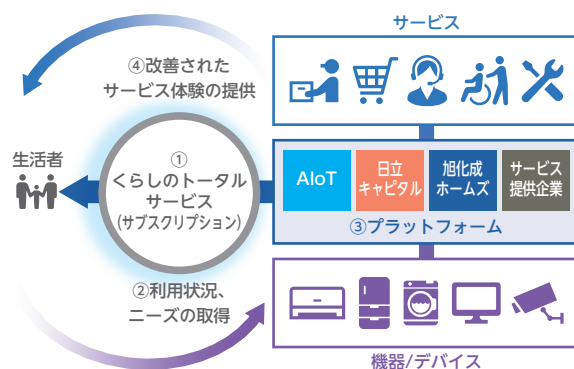 サービス
④改善された
サービス体験の提供
生活者
①
くらしのトータル
サービス
(サブスクリプション)
AIoT
日立
キャピタル
旭化成
ホームズ
サービス
提供企業
③プラットフォーム
②利用状況、
ニーズの取得
機器/デバイス